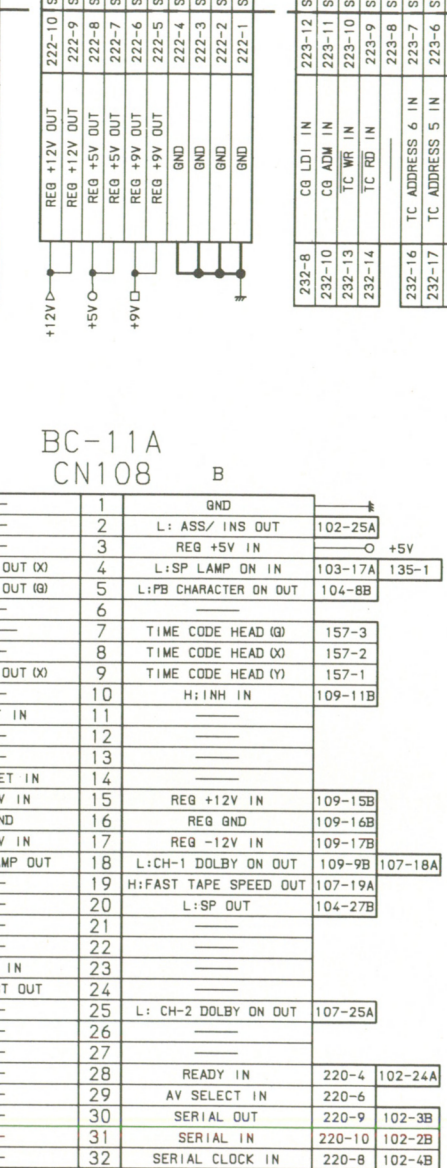 222-10 S
222-9 S
222-8 S
222-7 S
222-6 S
222-5 S
222-4 S
222-3 S
222-2 S
222-1 S
REG +12V OUT
REG +12V OUT
REG +5V OUT
REG +5V OUT
REG +9V OUT
REG +9V OUT
GND
GND
GND
GND
+12V
+5V
+9V
223-12 S
223-11 S
223-10 S
223-9 S
223-8 S
223-7 S
223-6 S
CG LDI IN
CG ADM IN
TC WR IN
TC RD IN
TC ADDRESS 6 IN
TC ADDRESS 5 IN
232-8
232-10
232-13
232-14
232-16
232-17
BC-11A
CN108 B
1 GND
2 L: ASS/ INS OUT 102-25A
3 REG +5V IN +5V
OUT (X) 4 L:SP LAMP ON IN 103-17A 135-1
OUT (G) 5 L:PB CHARACTER ON OUT 104-8B
6
7 TIME CODE HEAD (G) 157-3
8 TIME CODE HEAD (X) 157-2
OUT (X) 9 TIME CODE HEAD (Y) 157-1
10 H;INH IN 109-11B
IN 11
12
13
ET IN 14
V IN 15 REG +12V IN 109-15B
ND 16 REG GND 109-16B
V IN 17 REG -12V IN 109-17B
MP OUT 18 L:CH-1 DOLBY ON OUT 109-9B 107-18A
19 H:FAST TAPE SPEED OUT 107-19A
20 L:SP OUT 104-27B
21
22
IN 23
T OUT 24
25 L: CH-2 DOLBY ON OUT 107-25A
26
27
28 READY IN 220-4 102-24A
29 AV SELECT IN 220-6
30 SERIAL OUT 220-9 102-3B
31 SERIAL IN 220-10 102-2B
32 SERIAL CLOCK IN 220-8 102-4B